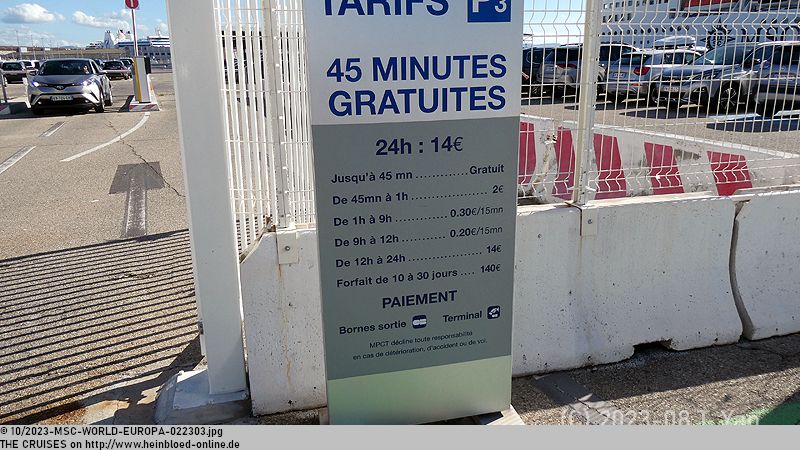 TARIFS P3
45 MINUTES
GRATUITES
24h : 14€
Jusqu'à 45 mn ............. Gratuit
De 45mn à 1h ................... 2€
De 1h à 9h ............. 0.30€/15mn
De 9h à 12h ........... 0.20€/15mn
De 12h à 24h .................... 14€
Forfait de 10 à 30 jours .... 140€
PAIEMENT
Bornes sortie Terminal
MPCT décline toute responsabilité
en cas de détérioration, d'accident ou de vol.
© 10/2023-MSC-WORLD-EUROPA-022303.jpg
THE CRUISES on http://www.heinbloed-online.de